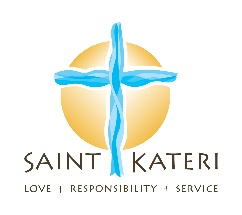 SAINT KATERI
LOVE | RESPONSIBILITY + SERVICE